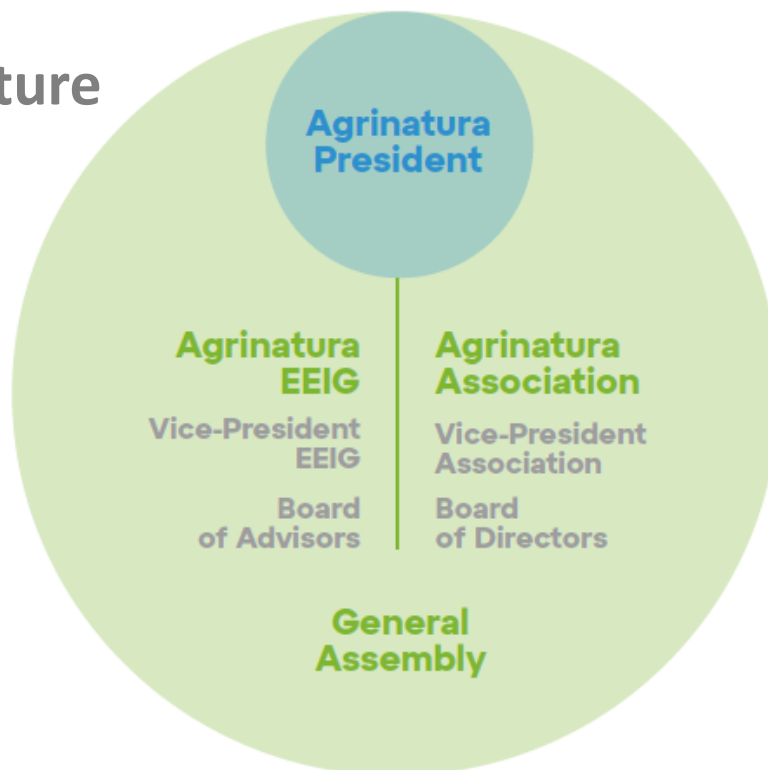 ture
Agrinatura
President
Agrinatura
EEIG
Vice-President
EEIG
Board
of Advisors
Agrinatura
Association
Vice-President
Association
Board
of Directors
General
Assembly